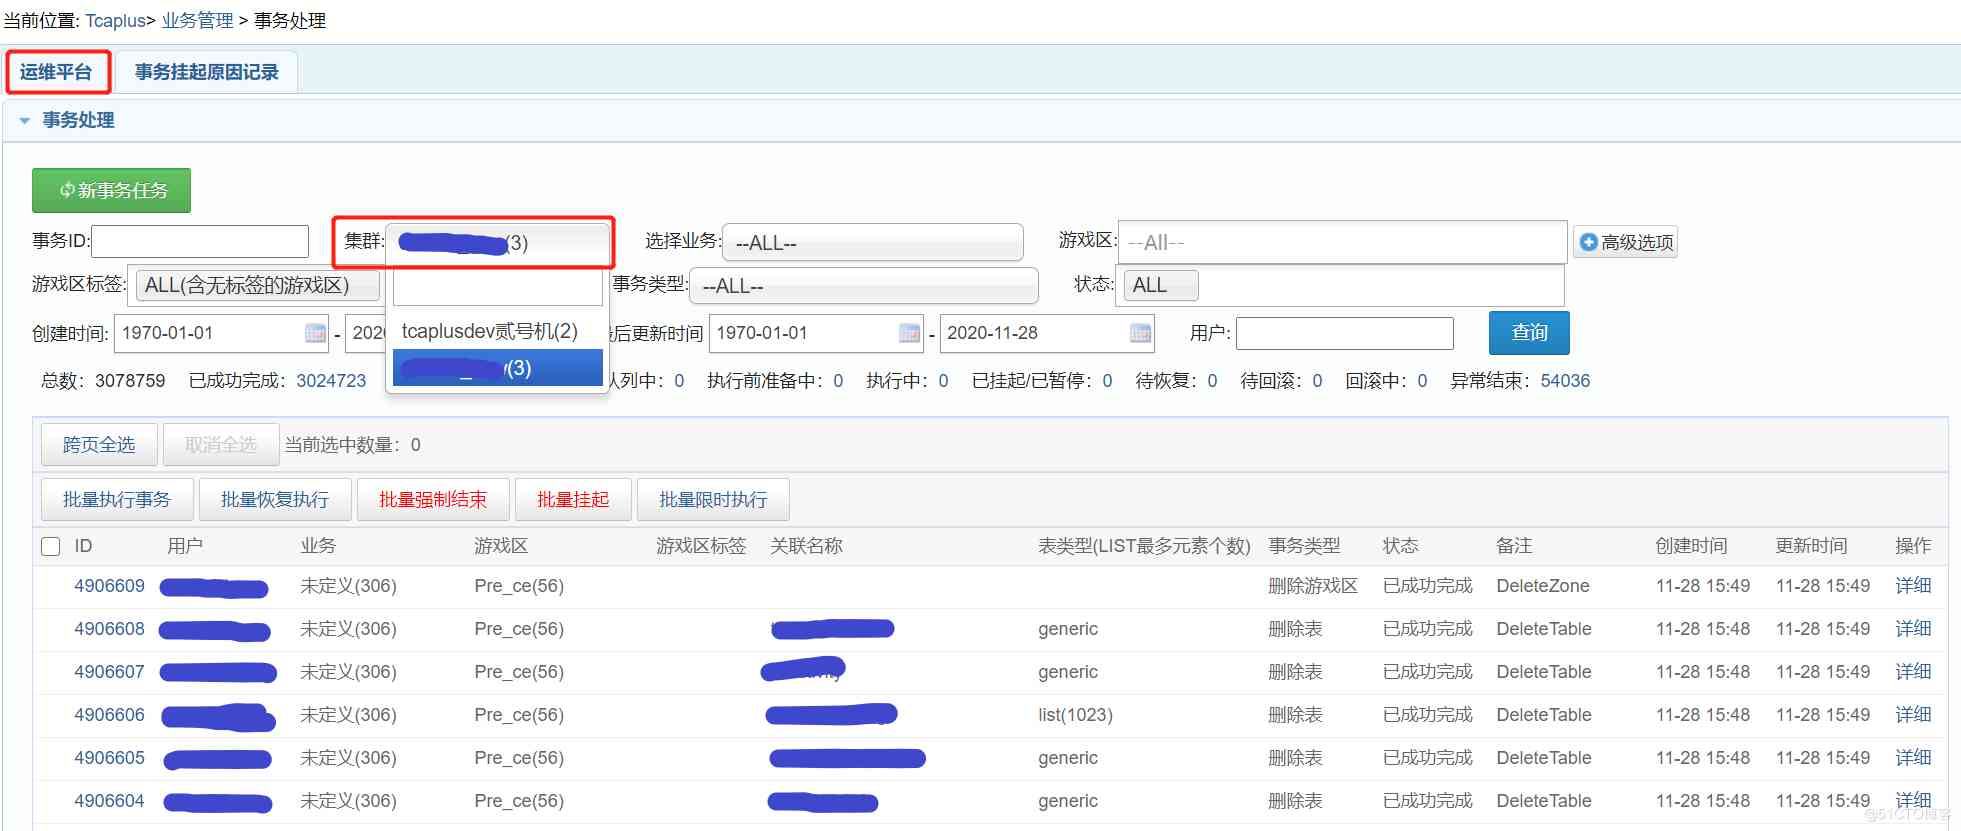 当前位置: Tcaplus> 业务管理 > 事务处理
运维平台 事务挂起原因记录
事务处理
新事务任务
事务ID: 集群: (3) 选择业务: --ALL-- 游戏区: --All-- 高级选项
游戏区标签: ALL(含无标签的游戏区) 事务类型: --ALL-- 状态: ALL
tcaplusdev贰号机(2)
(3)
创建时间: 1970-01-01 - 202 后更新时间 1970-01-01 - 2020-11-28 用户: 查询
总数: 3078759 已成功完成: 3024723 列中: 0 执行前准备中: 0 执行中: 0 已挂起/已暂停: 0 待恢复: 0 待回滚: 0 回滚中: 0 异常结束: 54036
跨页全选 取消全选 当前选中数量: 0
批量执行事务 批量恢复执行 批量强制结束 批量挂起 批量限时执行
ID 用户 业务 游戏区 游戏区标签 关联名称 表类型(LIST最多元素个数) 事务类型 状态 备注 创建时间 更新时间 操作
4906609 未定义(306) Pre_ce(56) 删除游戏区 已成功完成 DeleteZone 11-28 15:49 11-28 15:49 详细
4906608 未定义(306) Pre_ce(56) generic 删除表 已成功完成 DeleteTable 11-28 15:48 11-28 15:49 详细
4906607 未定义(306) Pre_ce(56) generic 删除表 已成功完成 DeleteTable 11-28 15:48 11-28 15:49 详细
4906606 未定义(306) Pre_ce(56) list(1023) 删除表 已成功完成 DeleteTable 11-28 15:48 11-28 15:49 详细
4906605 未定义(306) Pre_ce(56) generic 删除表 已成功完成 DeleteTable 11-28 15:48 11-28 15:49 详细
4906604 未定义(306) Pre_ce(56) generic 删除表 已成功完成 DeleteTable 11-28 15:48 11-28 15:49 详细
@51CTO博客